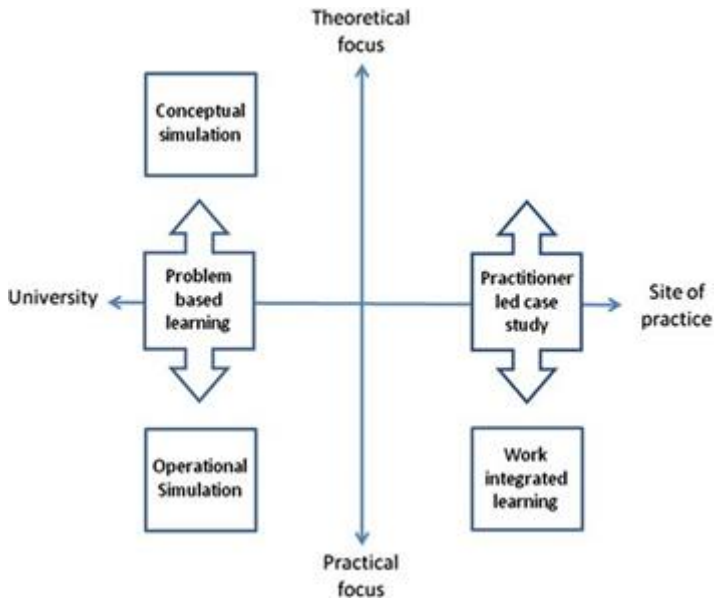 Theoretical
focus
Conceptual
simulation
University
Problem
based
learning
Practitioner
led case
study
Site of
practice
Operational
Simulation
Work
integrated
learning
Practical
focus